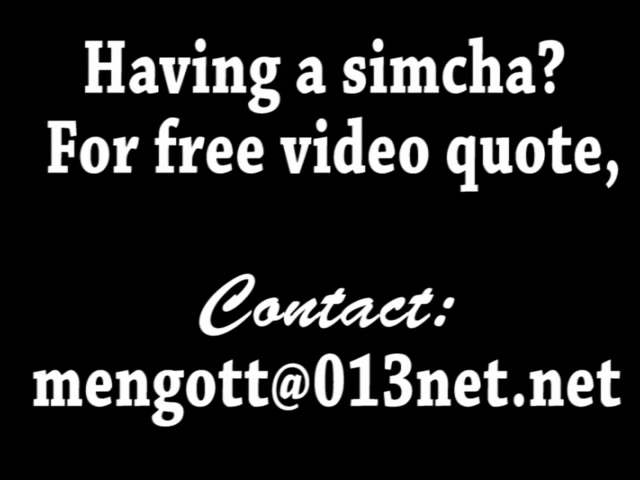 Having a simcha?
For free video quote,
Contact:
mengott@013net.net